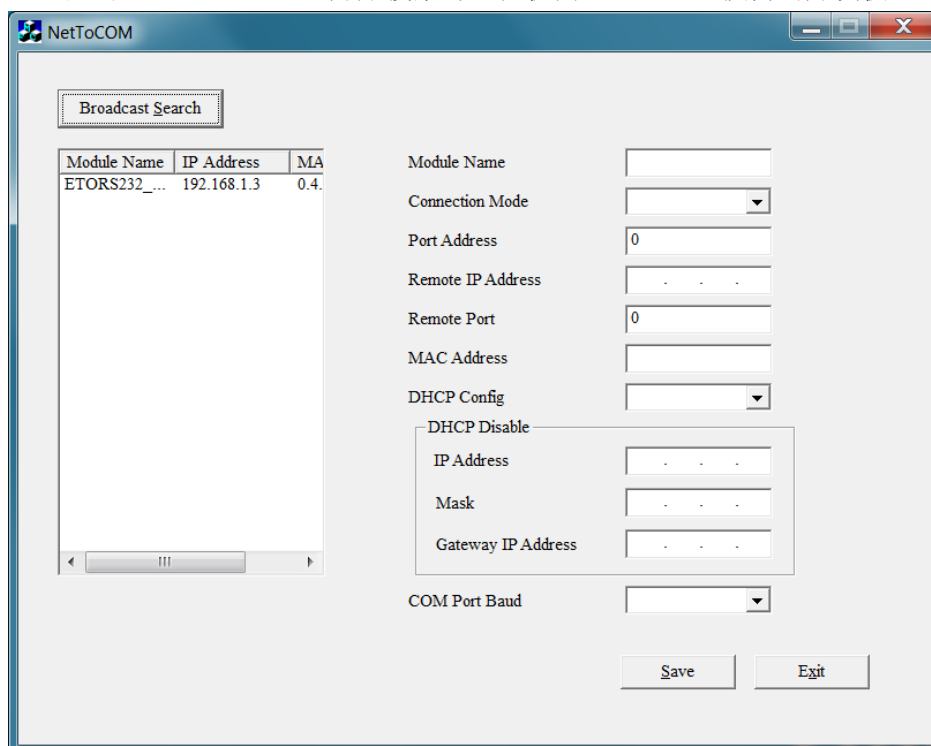 NetToCOM
Broadcast Search
Module Name IP Address MA
ETORS232_... 192.168.1.3 0.4.
Module Name
Connection Mode
Port Address 0
Remote IP Address . . .
Remote Port 0
MAC Address
DHCP Config
DHCP Disable
IP Address . . .
Mask . . .
Gateway IP Address . . .
COM Port Baud
Save Exit